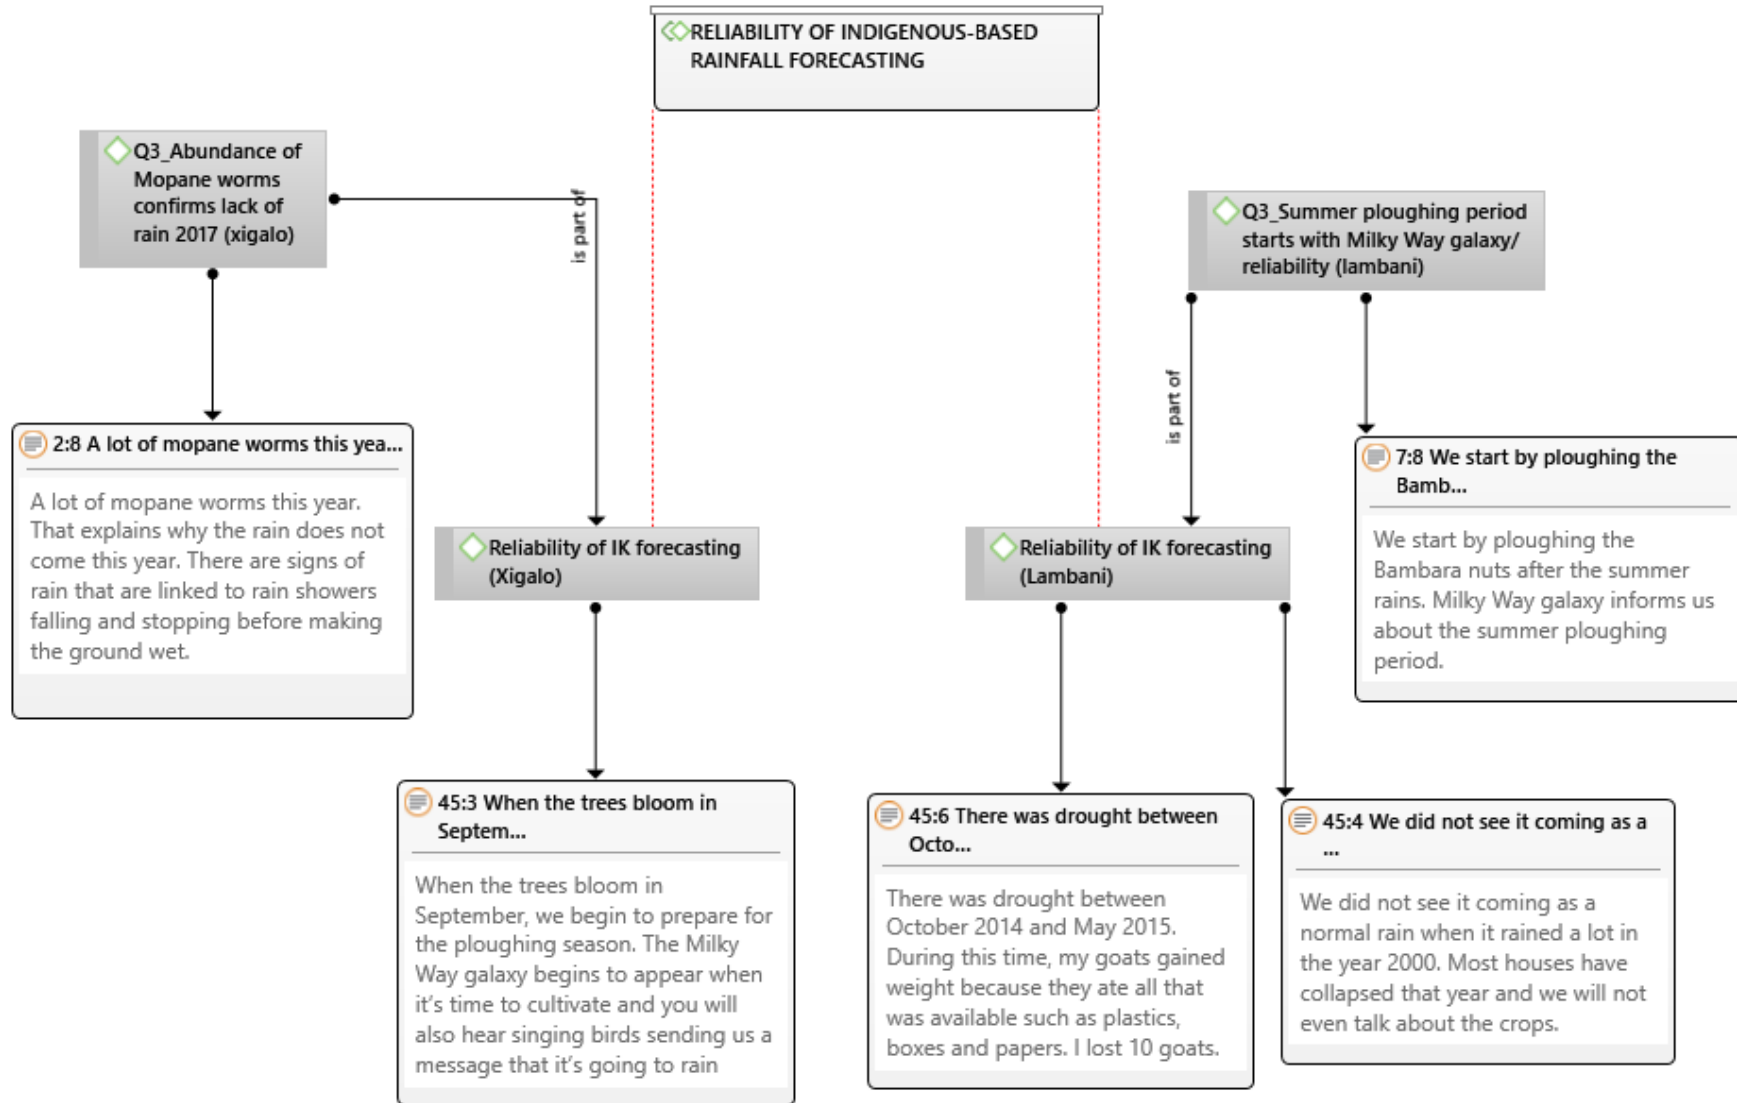 RELIABILITY OF INDIGENOUS-BASED
RAINFALL FORECASTING
Q3_Abundance of
Mopane worms
confirms lack of
rain 2017 (xigalo)
is part of
Q3_Summer ploughing period
starts with Milky Way galaxy/
reliability (lambani)
is part of
2:8 A lot of mopane worms this yea...
A lot of mopane worms this year.
That explains why the rain does not
come this year. There are signs of
rain that are linked to rain showers
falling and stopping before making
the ground wet.
7:8 We start by ploughing the
Bamb...
We start by ploughing the
Bambara nuts after the summer
rains. Milky Way galaxy informs us
about the summer ploughing
period.
Reliability of IK forecasting
(Xigalo)
Reliability of IK forecasting
(Lambani)
45:3 When the trees bloom in
Septem...
When the trees bloom in
September, we begin to prepare for
the ploughing season. The Milky
Way galaxy begins to appear when
it's time to cultivate and you will
also hear singing birds sending us a
message that it's going to rain
45:6 There was drought between
Octo...
There was drought between
October 2014 and May 2015.
During this time, my goats gained
weight because they ate all that
was available such as plastics,
boxes and papers. I lost 10 goats.
45:4 We did not see it coming as a
...
We did not see it coming as a
normal rain when it rained a lot in
the year 2000. Most houses have
collapsed that year and we will not
even talk about the crops.